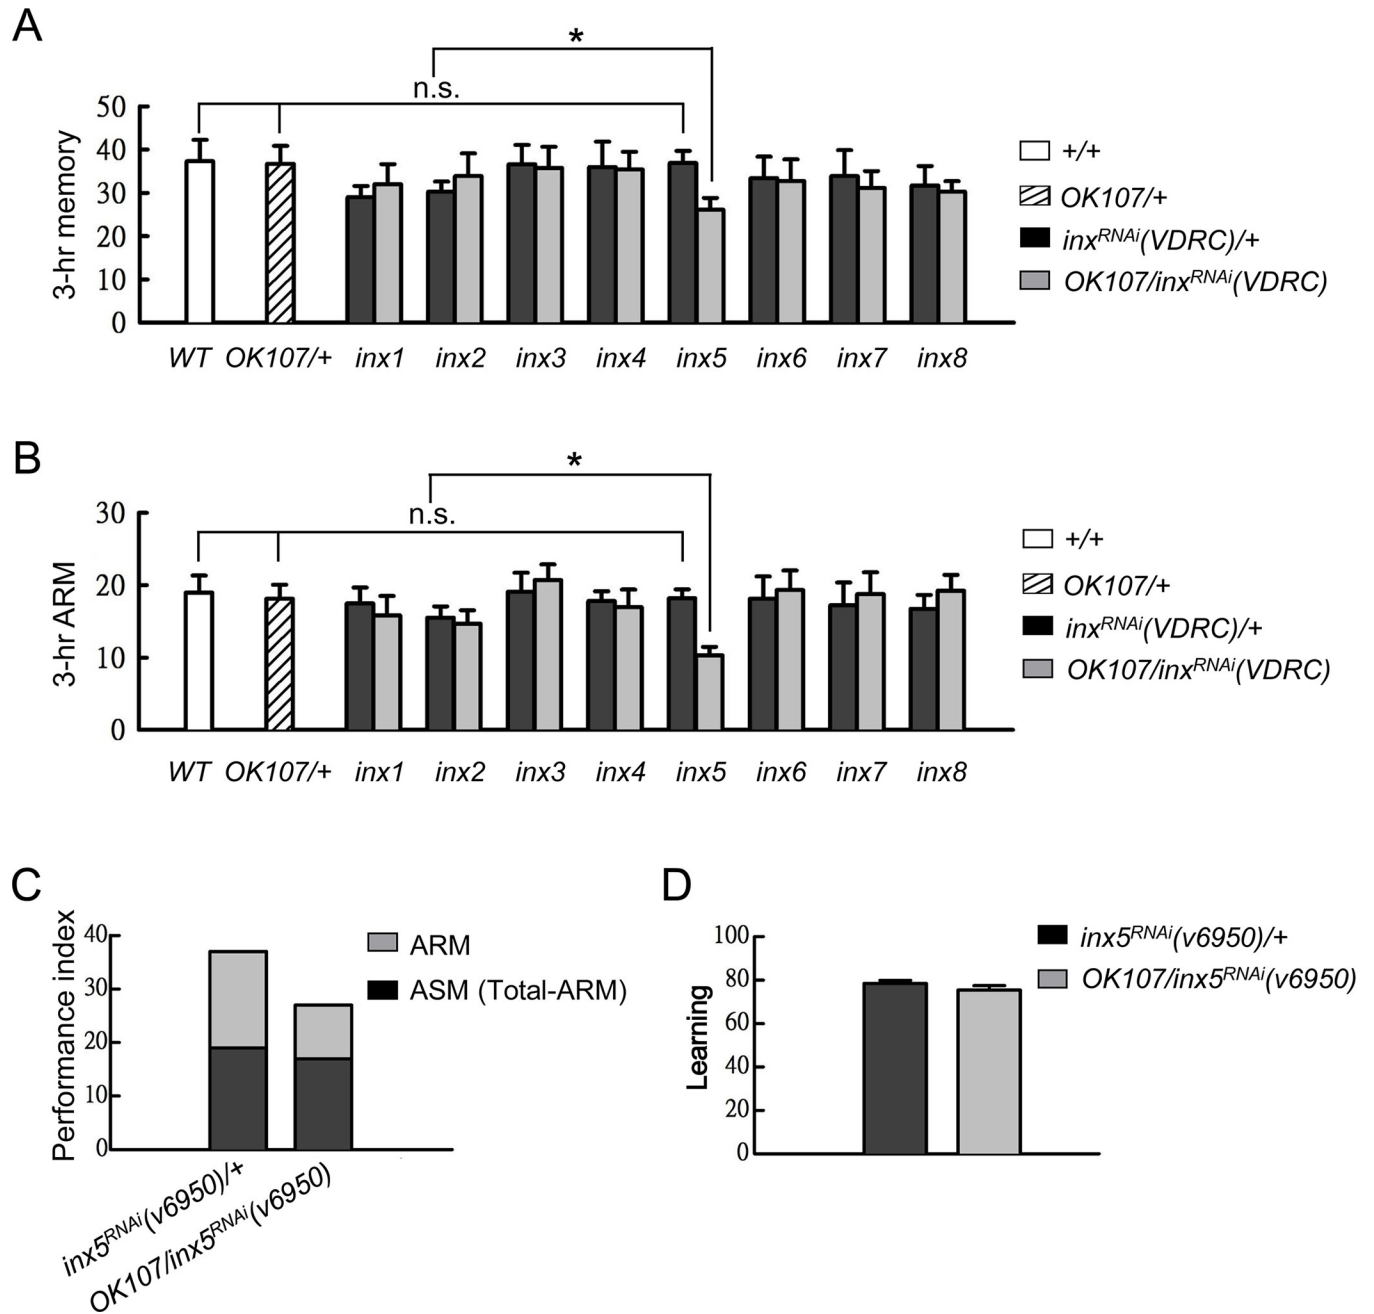 A
*
n.s.
50
40
30
20
10
0
3-hr memory
WT OK107/+ inx1 inx2 inx3 inx4 inx5 inx6 inx7 inx8
+/+
OK107/+
inxRNAi(VDRC)/+
OK107/inxRNAi(VDRC)
B
*
n.s.
30
20
10
0
3-hr ARM
WT OK107/+ inx1 inx2 inx3 inx4 inx5 inx6 inx7 inx8
+/+
OK107/+
inxRNAi(VDRC)/+
OK107/inxRNAi(VDRC)
C
Performance index
40
30
20
10
0
ARM
ASM (Total-ARM)
inx5RNAi(v6950)/+
OK107/inx5RNAi(v6950)
D
Learning
100
80
60
40
20
0
inx5RNAi(v6950)/+
OK107/inx5RNAi(v6950)